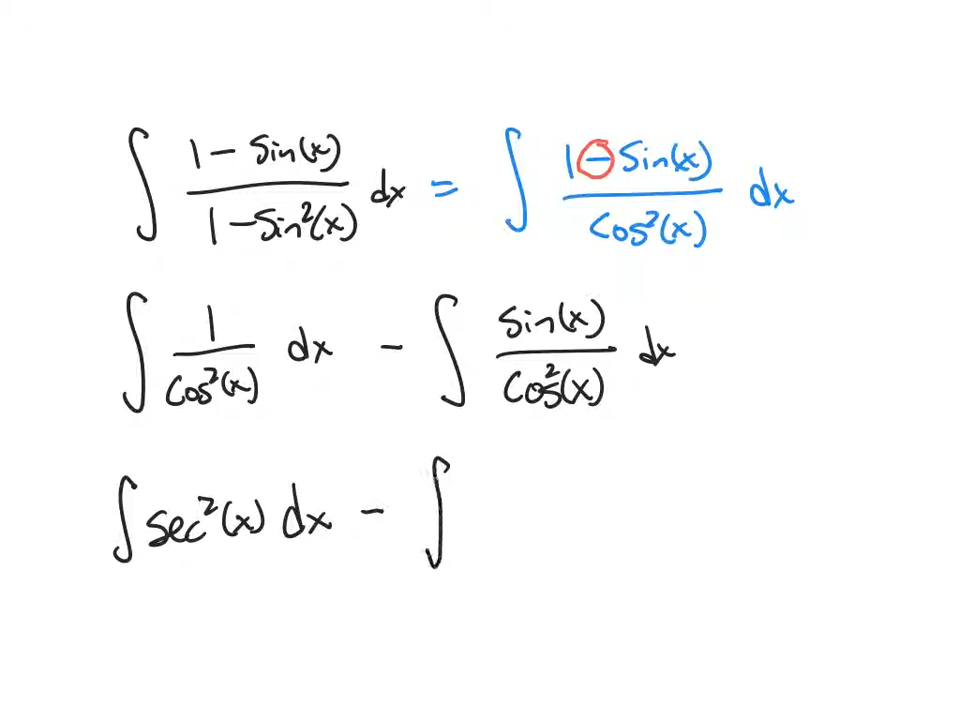 ∫ (1 − Sin(x))/(1 − Sin²(x)) dx = ∫ (1 − Sin(x))/(Cos²(x)) dx
∫ 1/(Cos²(x)) dx − ∫ Sin(x)/(Cos²(x)) dx
∫ sec²(x) dx − ∫